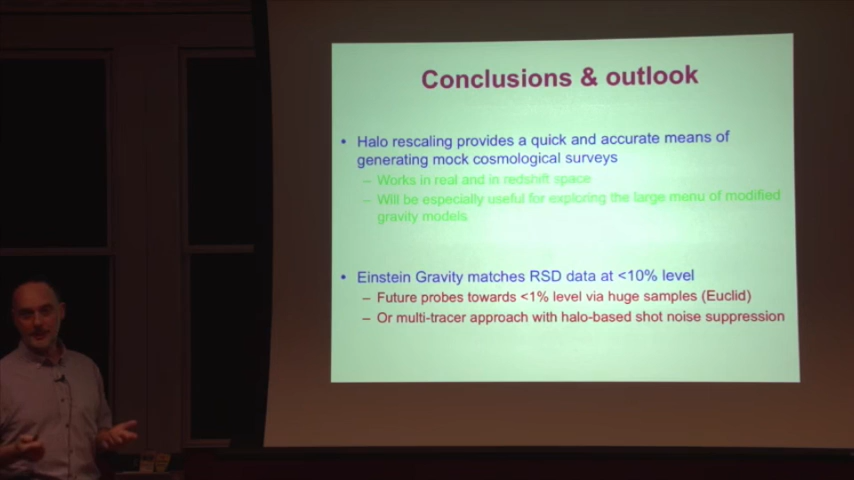 Conclusions & outlook
• Halo rescaling provides a quick and accurate means of
generating mock cosmological surveys
– Works in real and in redshift space
– Will be especially useful for exploring the large menu of modified
gravity models
• Einstein Gravity matches RSD data at <10% level
– Future probes towards <1% level via huge samples (Euclid)
– Or multi-tracer approach with halo-based shot noise suppression